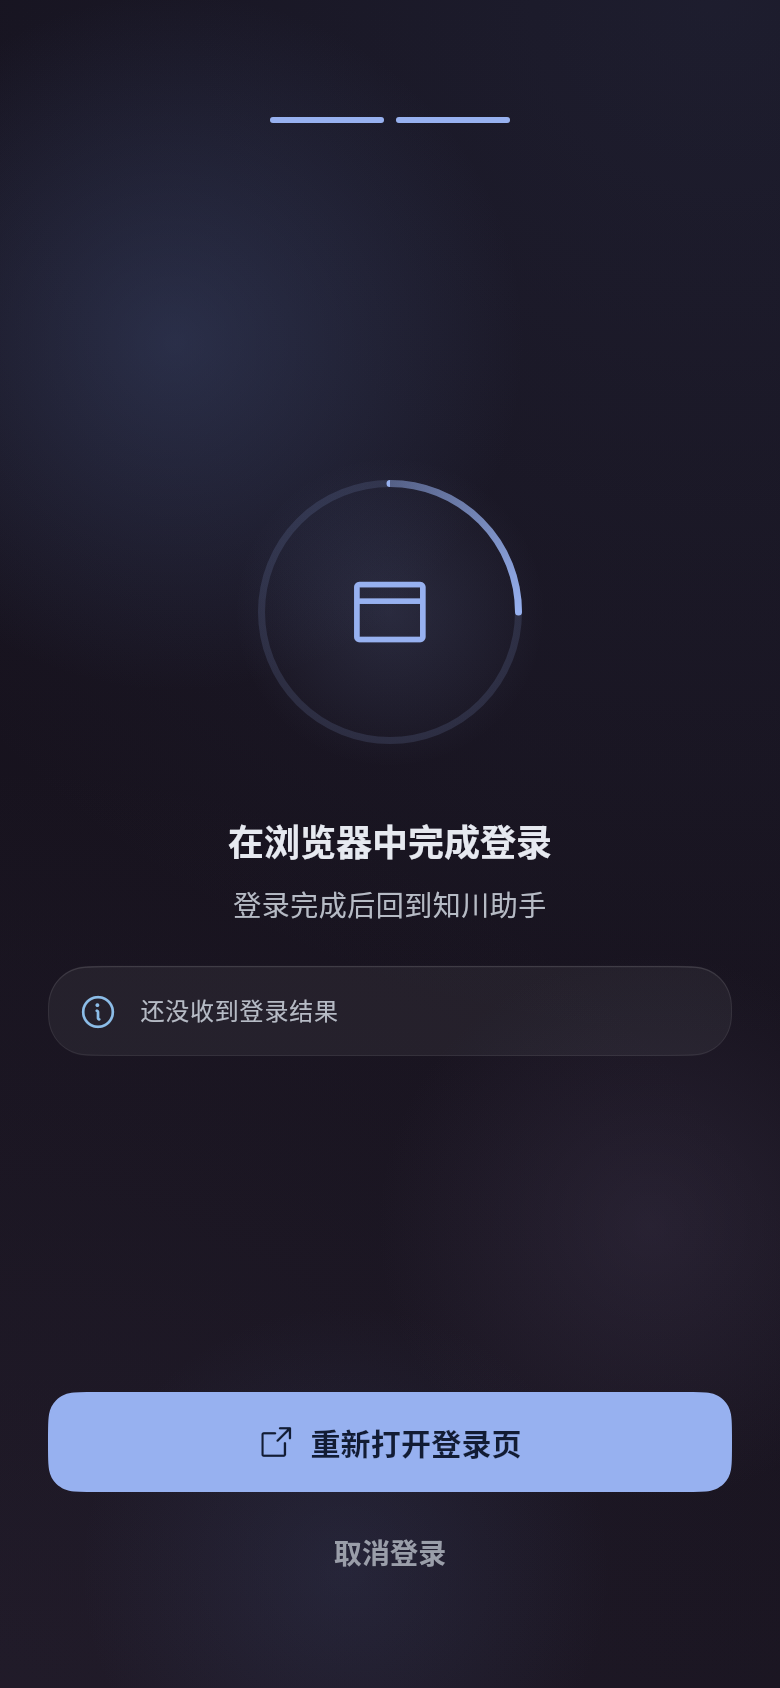 在浏览器中完成登录
登录完成后回到知川助手
还没收到登录结果
重新打开登录页
取消登录